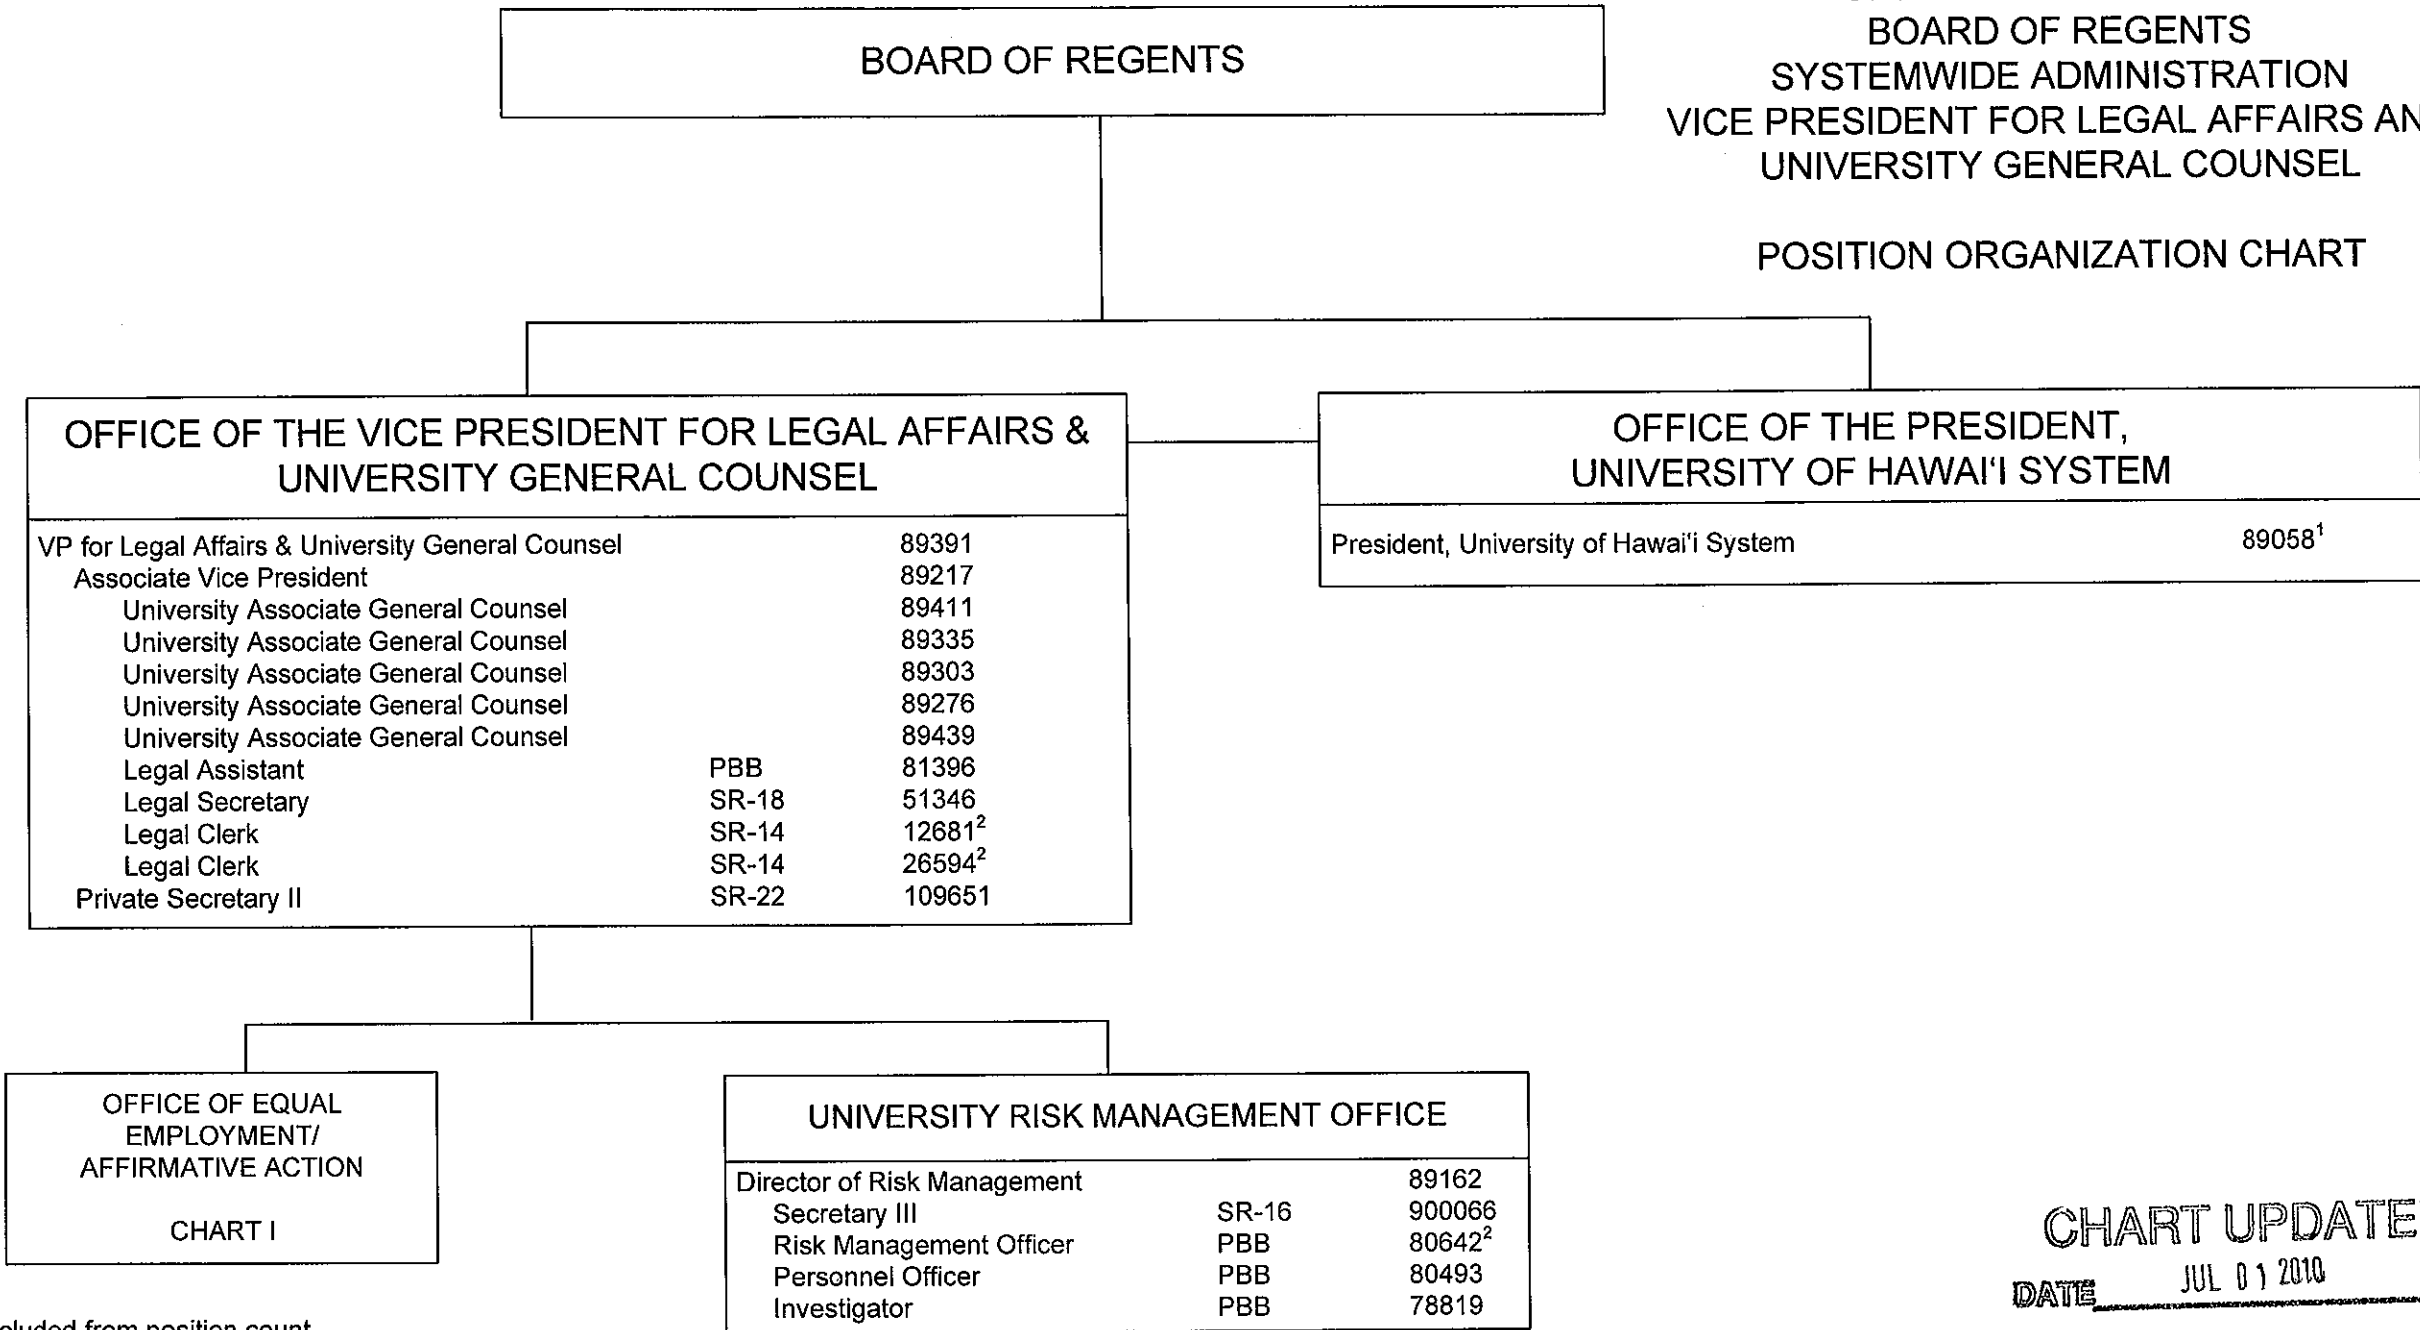 BOARD OF REGENTS
BOARD OF REGENTS
SYSTEMWIDE ADMINISTRATION
VICE PRESIDENT FOR LEGAL AFFAIRS AN
UNIVERSITY GENERAL COUNSEL
POSITION ORGANIZATION CHART
OFFICE OF THE VICE PRESIDENT FOR LEGAL AFFAIRS &
UNIVERSITY GENERAL COUNSEL
VP for Legal Affairs & University General Counsel 89391
Associate Vice President 89217
University Associate General Counsel 89411
University Associate General Counsel 89335
University Associate General Counsel 89303
University Associate General Counsel 89276
University Associate General Counsel 89439
Legal Assistant PBB 81396
Legal Secretary SR-18 51346
Legal Clerk SR-14 12681²
Legal Clerk SR-14 26594²
Private Secretary II SR-22 109651
OFFICE OF THE PRESIDENT,
UNIVERSITY OF HAWAI‘I SYSTEM
President, University of Hawai‘i System 89058¹
OFFICE OF EQUAL
EMPLOYMENT/
AFFIRMATIVE ACTION
CHART I
UNIVERSITY RISK MANAGEMENT OFFICE
Director of Risk Management 89162
Secretary III SR-16 900066
Risk Management Officer PBB 80642²
Personnel Officer PBB 80493
Investigator PBB 78819
CHART UPDATE
DATE JUL 01 2010
from position count